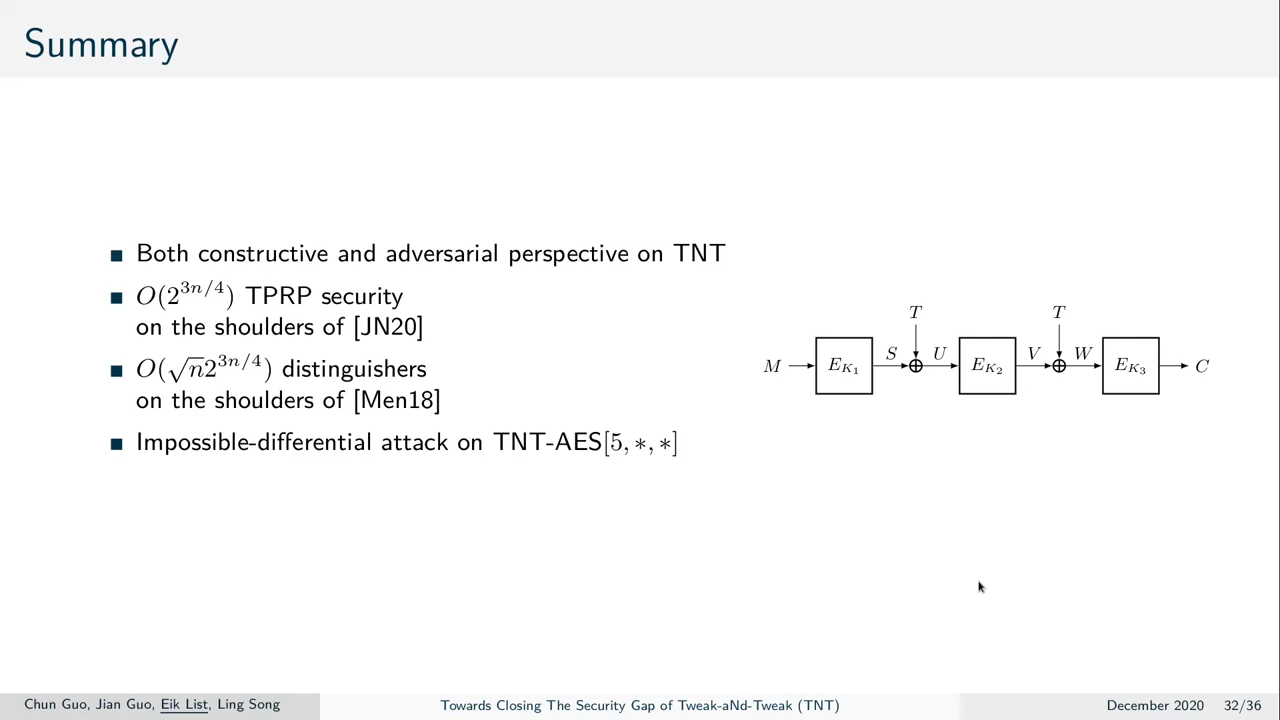 Summary
Both constructive and adversarial perspective on TNT
O(2^{3n/4}) TPRP security
on the shoulders of [JN20]
O(√n2^{3n/4}) distinguishers
on the shoulders of [Men18]
Impossible-differential attack on TNT-AES[5, ∗, ∗]
T T
M E_{K_1} S ⊕ U E_{K_2} V ⊕ W E_{K_3} C
Chun Guo, Jian Guo, Eik List, Ling Song Towards Closing The Security Gap of Tweak-aNd-Tweak (TNT) December 2020 32/36